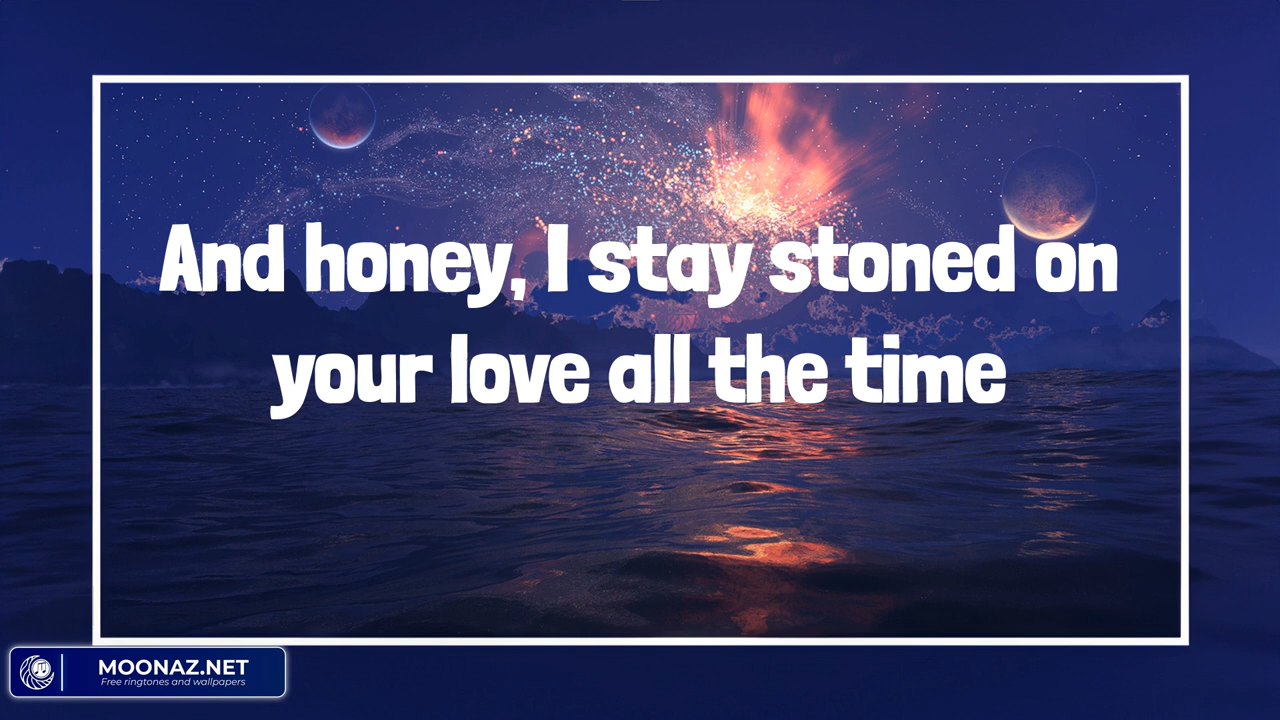 And honey, I stay stoned on
your love all the time
MOONAZ.NET
Free ringtones and wallpapers